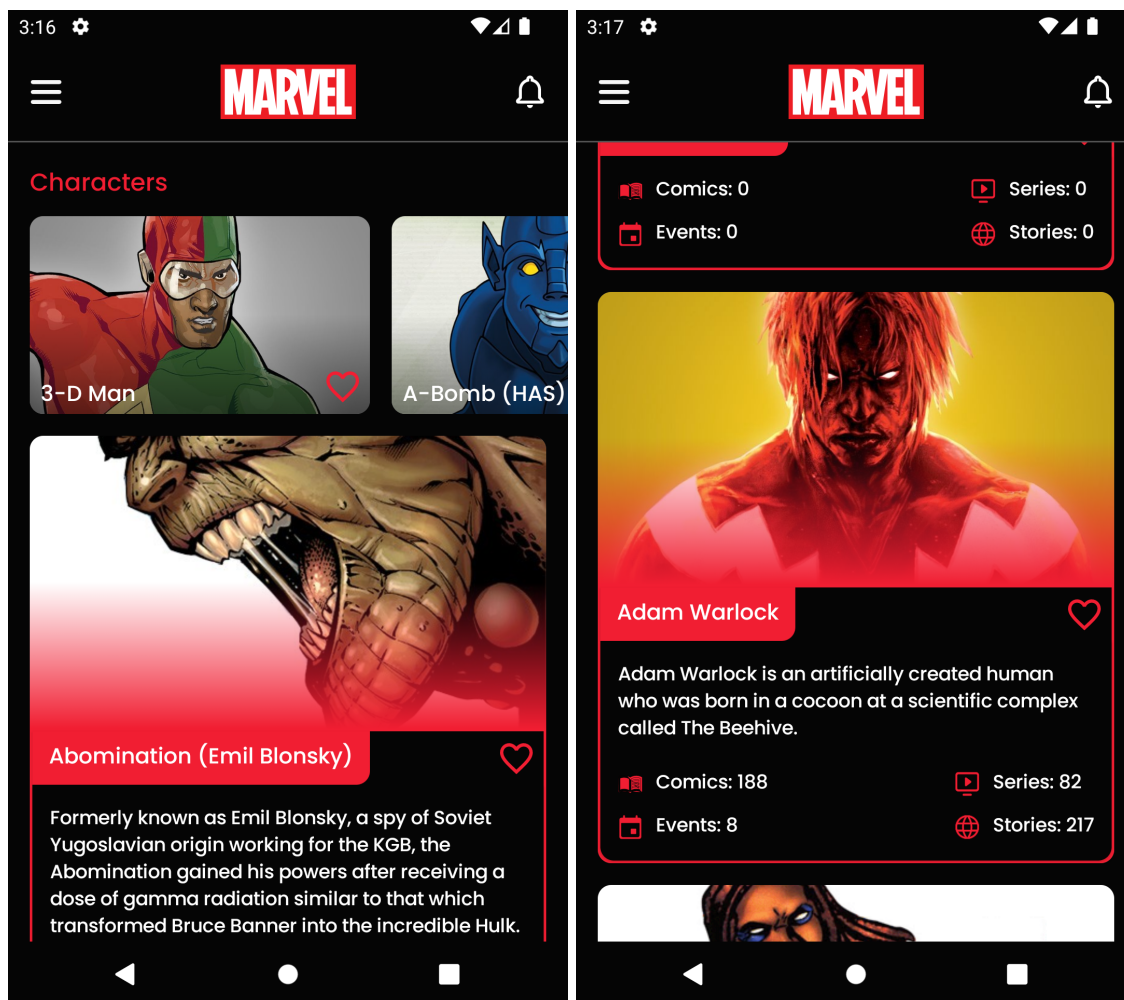 3:16
MARVEL
Characters
3-D Man
A-Bomb (HAS)
Abomination (Emil Blonsky)
Formerly known as Emil Blonsky, a spy of Soviet
Yugoslavian origin working for the KGB, the
Abomination gained his powers after receiving a
dose of gamma radiation similar to that which
transformed Bruce Banner into the incredible Hulk.
3:17
MARVEL
Comics: 0
Series: 0
Events: 0
Stories: 0
Adam Warlock
Adam Warlock is an artificially created human
who was born in a cocoon at a scientific complex
called The Beehive.
Comics: 188
Series: 82
Events: 8
Stories: 217